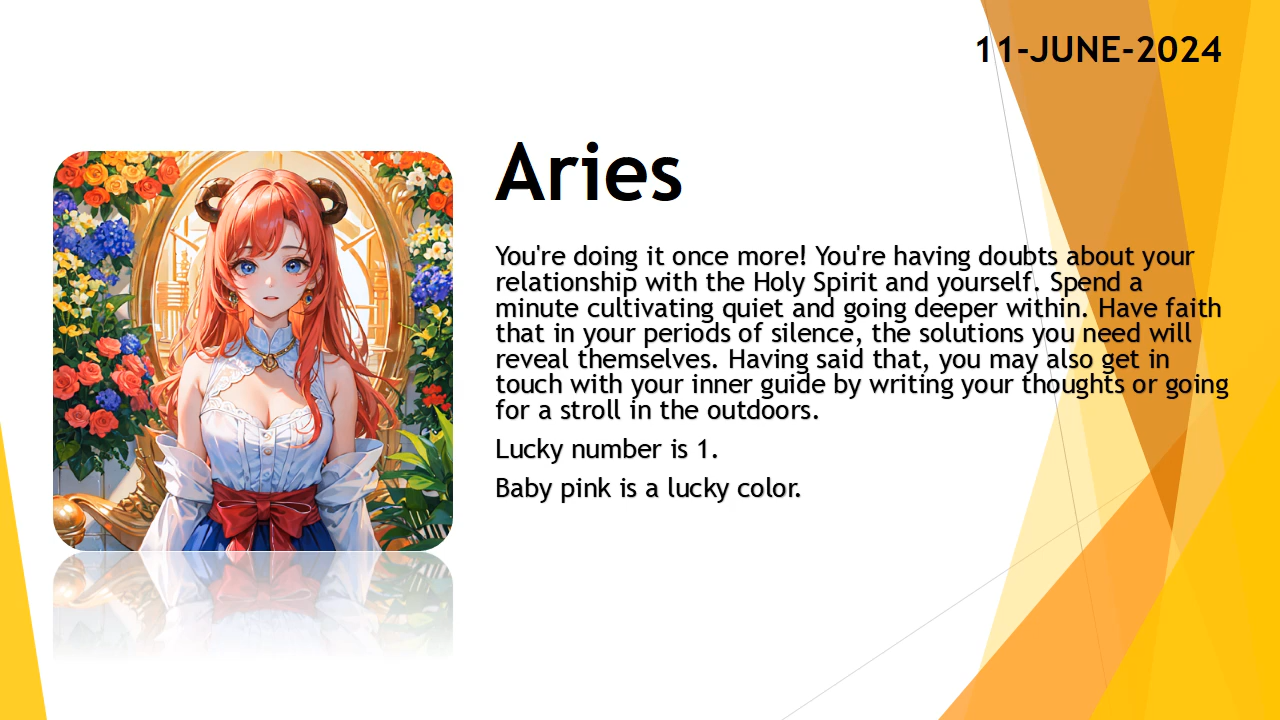 11-JUNE-2024
Aries
You're doing it once more! You're having doubts about your
relationship with the Holy Spirit and yourself. Spend a
minute cultivating quiet and going deeper within. Have faith
that in your periods of silence, the solutions you need will
reveal themselves. Having said that, you may also get in
touch with your inner guide by writing your thoughts or going
for a stroll in the outdoors.
Lucky number is 1.
Baby pink is a lucky color.